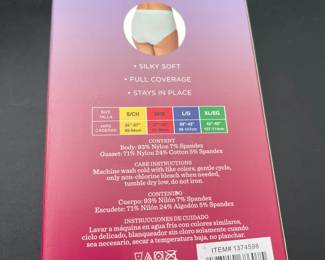 • SILKY SOFT
• FULL COVERAGE
• STAYS IN PLACE
SIZE TALLA S/CH M/M L/G XL/EG
HIPS CADERAS
CONTENT
Body: 93% Nylon 7% Spandex
Gusset: 71% Nylon 24% Cotton 5% Spandex
CARE INSTRUCTIONS
Machine wash cold with like colors, gentle cycle,
only non-chlorine bleach when needed,
tumble dry low, do not iron.
CONTENIDO
Cuerpo: 93% Nilón 7% Spandex
Escudete: 71% Nilón 24% Algodón 5% Spandex
INSTRUCCIONES DE CUIDADO
Lavar a máquina en agua fría con colores similares,
ciclo delicado, blanqueador sin cloro solamente cuando
sea necesario, secar a temperatura baja, no planchar.
ITEM# 1374598